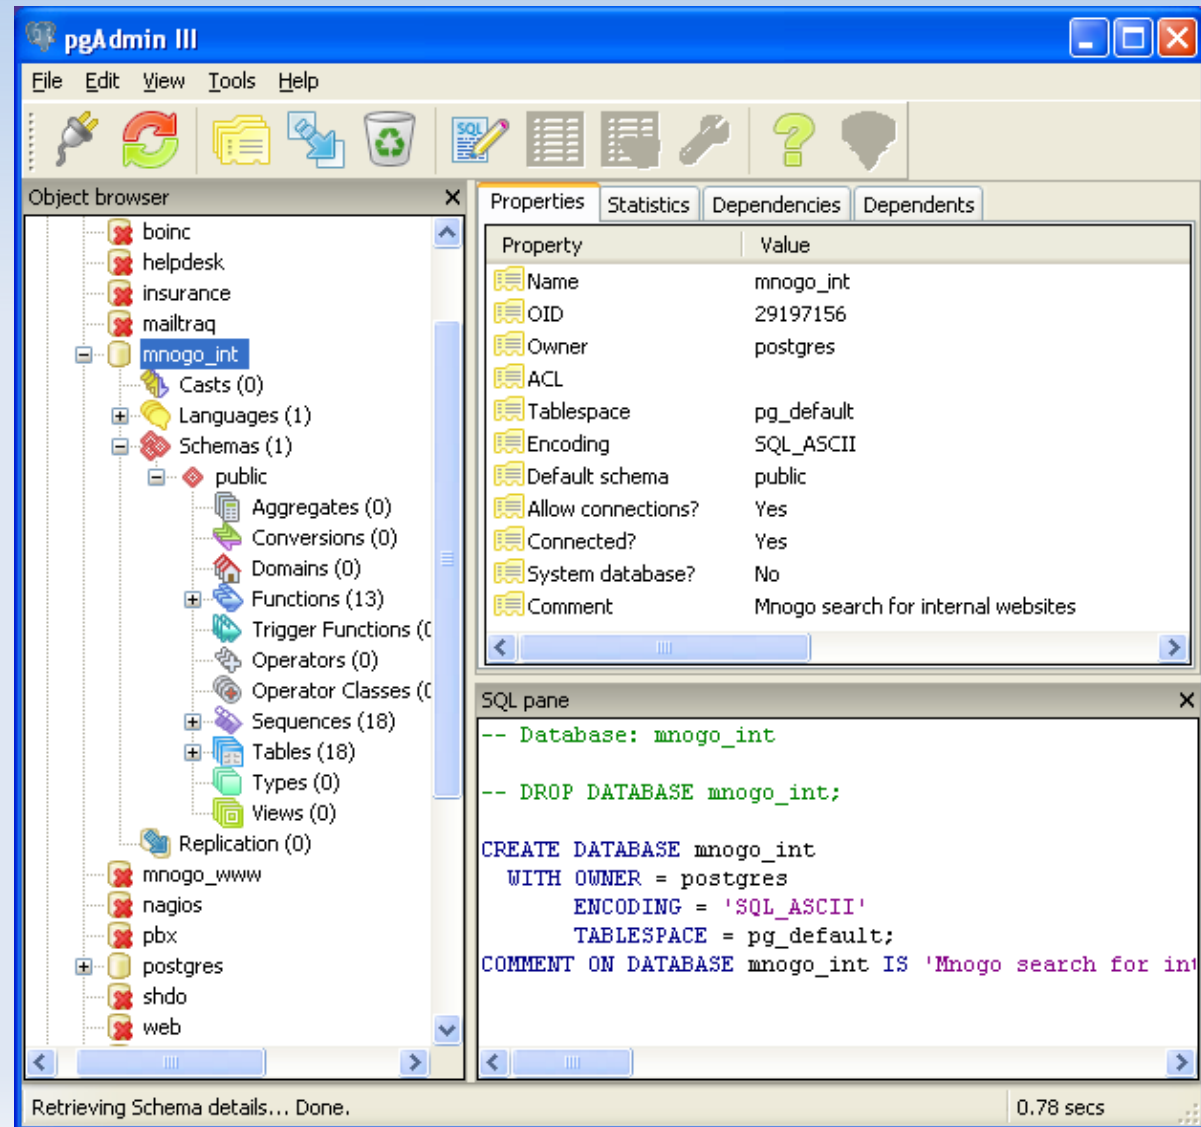 pgAdmin III
File Edit View Tools Help
SQL
Object browser
boinc
helpdesk
insurance
mailtraq
mnogo_int
Casts (0)
Languages (1)
Schemas (1)
public
Aggregates (0)
Conversions (0)
Domains (0)
Functions (13)
Trigger Functions (0
Operators (0)
Operator Classes (0
Sequences (18)
Tables (18)
Types (0)
Views (0)
Replication (0)
mnogo_www
nagios
pbx
postgres
shdo
web
Properties Statistics Dependencies Dependents
Property Value
Name mnogo_int
OID 29197156
Owner postgres
ACL
Tablespace pg_default
Encoding SQL_ASCII
Default schema public
Allow connections? Yes
Connected? Yes
System database? No
Comment Mnogo search for internal websites
SQL pane
-- Database: mnogo_int
-- DROP DATABASE mnogo_int;
CREATE DATABASE mnogo_int
WITH OWNER = postgres
ENCODING = 'SQL_ASCII'
TABLESPACE = pg_default;
COMMENT ON DATABASE mnogo_int IS 'Mnogo search for int
Retrieving Schema details... Done. 0.78 secs